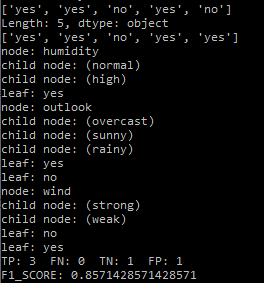 ['yes', 'yes', 'no', 'yes', 'no']
Length: 5, dtype: object
['yes', 'yes', 'no', 'yes', 'yes']
node: humidity
child node: (normal)
child node: (high)
leaf: yes
node: outlook
child node: (overcast)
child node: (sunny)
child node: (rainy)
leaf: yes
leaf: no
node: wind
child node: (strong)
child node: (weak)
leaf: no
leaf: yes
TP: 3  FN: 0  TN: 1  FP: 1
F1_SCORE: 0.8571428571428571